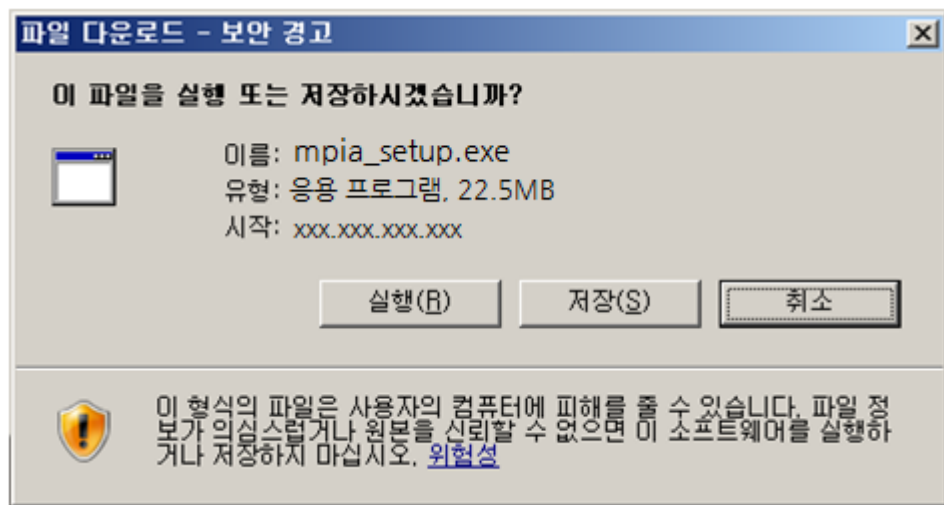 파일 다운로드 - 보안 경고
이 파일을 실행 또는 저장하시겠습니까?
이름: mpia_setup.exe
유형: 응용 프로그램, 22.5MB
시작: xxx.xxx.xxx.xxx
실행(R) 저장(S) 취소
이 형식의 파일은 사용자의 컴퓨터에 피해를 줄 수 있습니다. 파일 정
보가 의심스럽거나 원본을 신뢰할 수 없으면 이 소프트웨어를 실행하
거나 저장하지 마십시오. 위험성